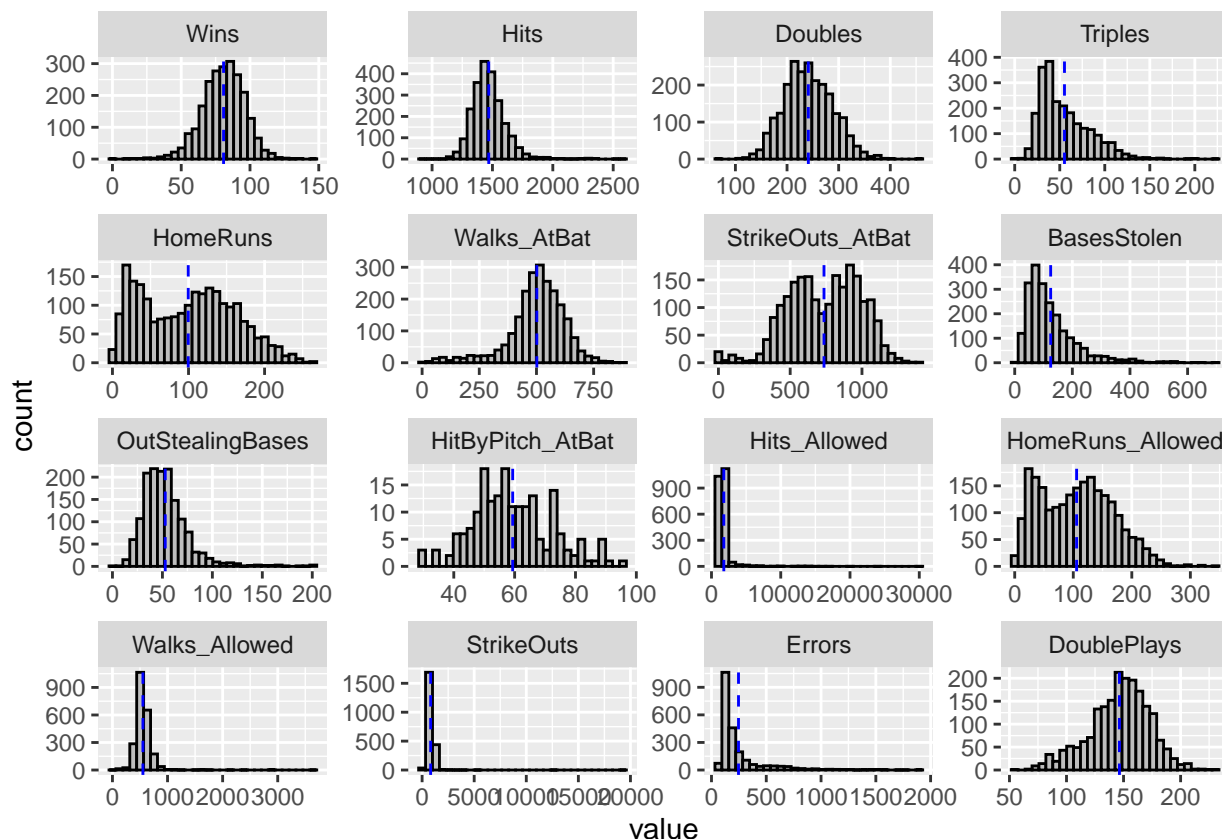 Wins Hits Doubles Triples
300 200 100 0
400 300 200 100 0
200 100 0
400 300 200 100 0
0 50 100 150
1000 1500 2000 2500
100 200 300 400
0 50 100 150 200
HomeRuns Walks_AtBat StrikeOuts_AtBat BasesStolen
150 100 50 0
300 200 100 0
150 100 50 0
400 300 200 100 0
0 100 200
0 250 500 750
0 500 1000
0 200 400 600
OutStealingBases HitByPitch_AtBat Hits_Allowed HomeRuns_Allowed
200 150 100 50 0
15 10 5 0
900 600 300 0
150 100 50 0
0 50 100 150 200
40 60 80 100
0 10000 20000 30000
0 100 200 300
Walks_Allowed StrikeOuts Errors DoublePlays
900 600 300 0
1500 1000 500 0
900 600 300 0
200 150 100 50 0
0 1000 2000 3000
0 5000 10000 15000 20000
0 500 1000 1500 2000
50 100 150 200
count
value